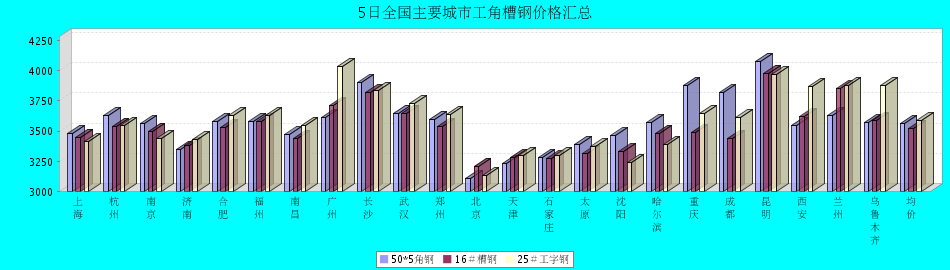 5日全国主要城市工角槽钢价格汇总
4250
4000
3750
3500
3250
3000
上海
杭州
南京
济南
合肥
福州
南昌
广州
长沙
武汉
郑州
北京
天津
石家庄
太原
沈阳
哈尔滨
重庆
成都
昆明
西安
兰州
乌鲁木齐
均价
50*5角钢
16#槽钢
25#工字钢